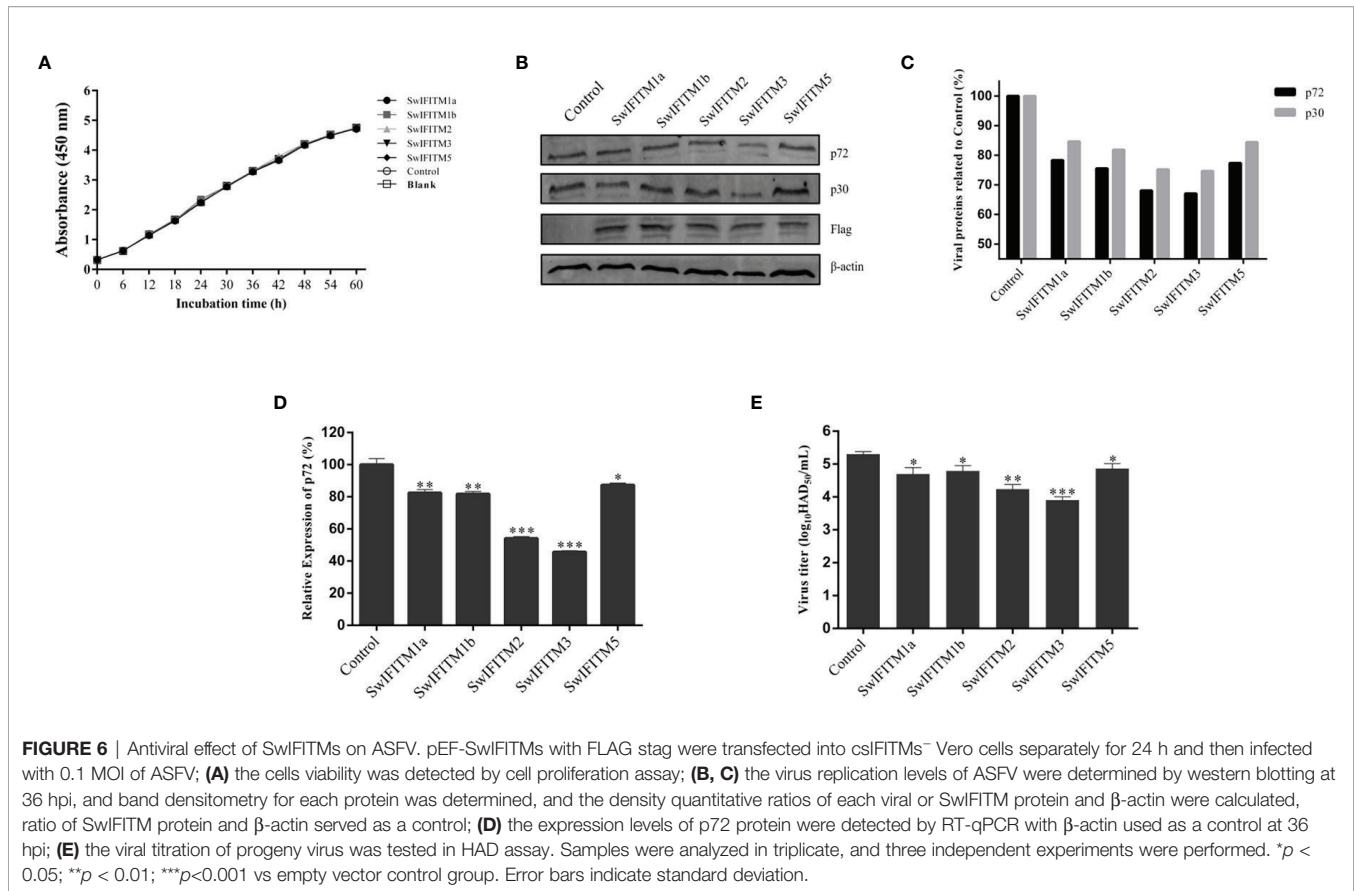 A
Absorbance (450 nm)
6
5
4
3
2
1
0
0 6 12 18 24 30 36 42 48 54 60
Incubation time (h)
SwIFITM1a
SwIFITM1b
SwIFITM2
SwIFITM3
SwIFITM5
Control
Blank
B
Control SwIFITM1a SwIFITM1b SwIFITM2 SwIFITM3 SwIFITM5
p72
p30
Flag
β-actin
C
Viral proteins related to Control (%)
100
90
80
70
60
50
Control SwIFITM1a SwIFITM1b SwIFITM2 SwIFITM3 SwIFITM5
p72
p30
D
Relative Expression of p72 (%)
120
100
80
60
40
20
0
** ** *** *** *
Control SwIFITM1a SwIFITM1b SwIFITM2 SwIFITM3 SwIFITM5
E
Virus titer (log₁₀HAD₅₀/mL)
6
5
4
3
2
1
0
* * ** *** *
Control SwIFITM1a SwIFITM1b SwIFITM2 SwIFITM3 SwIFITM5
FIGURE 6 | Antiviral effect of SwIFITMs on ASFV. pEF-SwIFITMs with FLAG stag were transfected into csIFITMs⁻ Vero cells separately for 24 h and then infected
with 0.1 MOI of ASFV; (A) the cells viability was detected by cell proliferation assay; (B, C) the virus replication levels of ASFV were determined by western blotting at
36 hpi, and band densitometry for each protein was determined, and the density quantitative ratios of each viral or SwIFITM protein and β-actin were calculated,
ratio of SwIFITM protein and β-actin served as a control; (D) the expression levels of p72 protein were detected by RT-qPCR with β-actin used as a control at 36
hpi; (E) the viral titration of progeny virus was tested in HAD assay. Samples were analyzed in triplicate, and three independent experiments were performed. *p <
0.05; **p < 0.01; ***p<0.001 vs empty vector control group. Error bars indicate standard deviation.